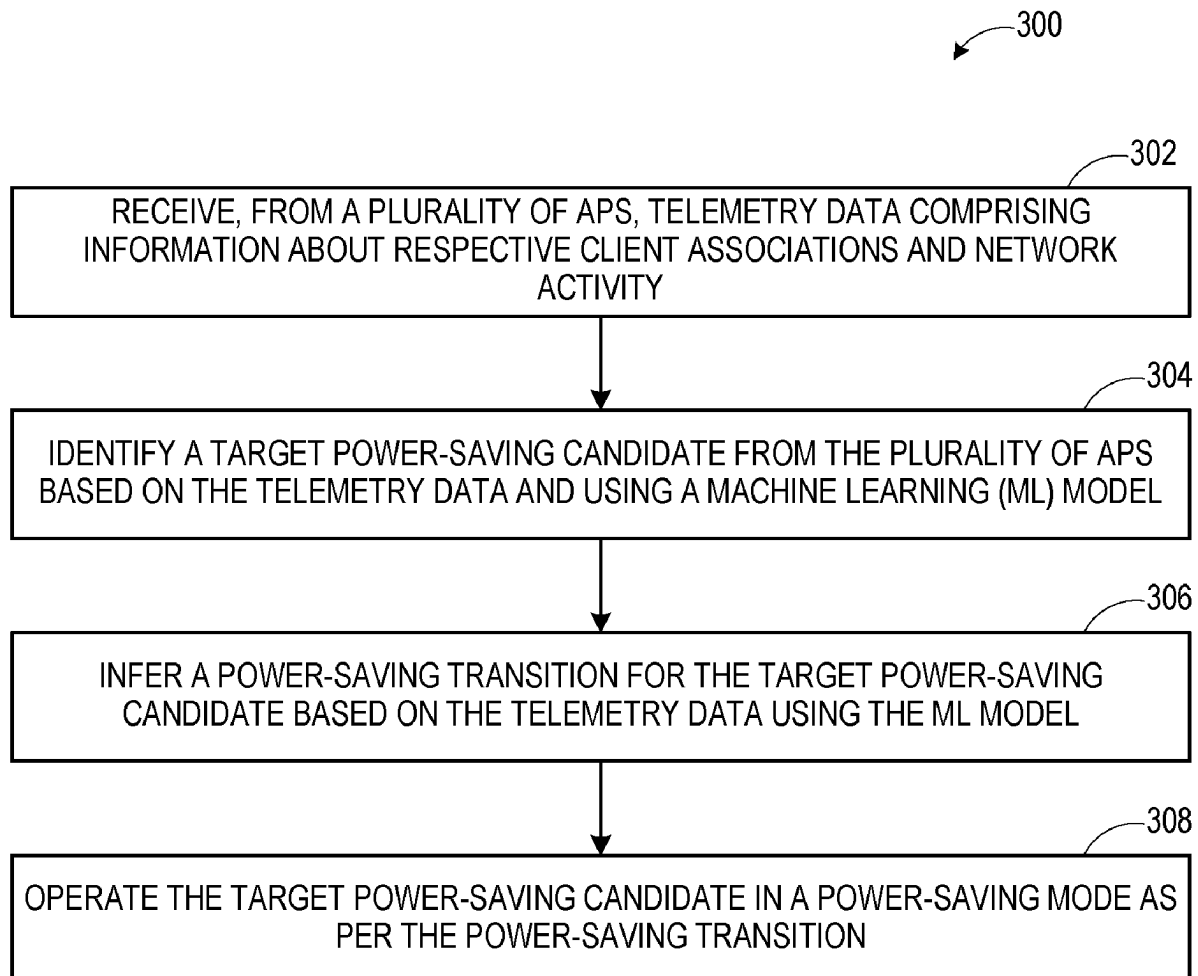 300
302
RECEIVE, FROM A PLURALITY OF APS, TELEMETRY DATA COMPRISING
INFORMATION ABOUT RESPECTIVE CLIENT ASSOCIATIONS AND NETWORK
ACTIVITY
304
IDENTIFY A TARGET POWER-SAVING CANDIDATE FROM THE PLURALITY OF APS
BASED ON THE TELEMETRY DATA AND USING A MACHINE LEARNING (ML) MODEL
306
INFER A POWER-SAVING TRANSITION FOR THE TARGET POWER-SAVING
CANDIDATE BASED ON THE TELEMETRY DATA USING THE ML MODEL
308
OPERATE THE TARGET POWER-SAVING CANDIDATE IN A POWER-SAVING MODE AS
PER THE POWER-SAVING TRANSITION